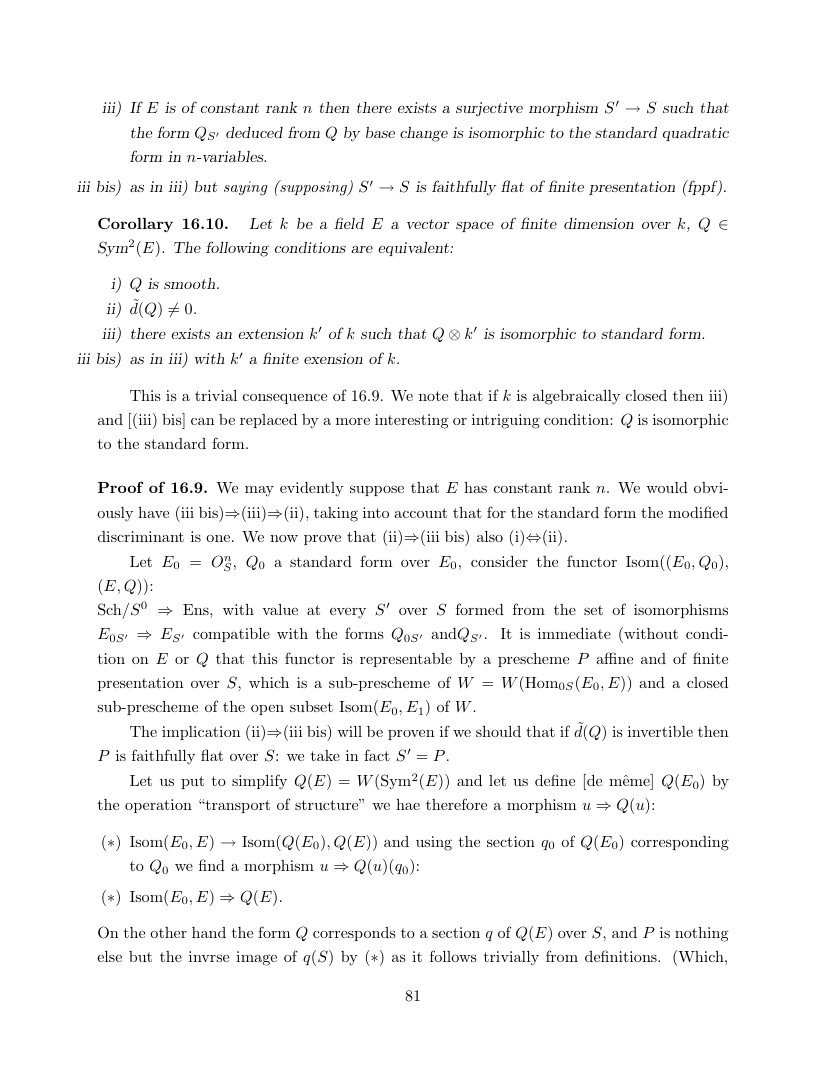 iii) If E is of constant rank n then there exists a surjective morphism S′ → S such that
the form Q_{S′} deduced from Q by base change is isomorphic to the standard quadratic
form in n-variables.
iii bis) as in iii) but saying (supposing) S′ → S is faithfully flat of finite presentation (fppf).
Corollary 16.10. Let k be a field E a vector space of finite dimension over k, Q ∈
Sym²(E). The following conditions are equivalent:
i) Q is smooth.
ii) d̃(Q) ≠ 0.
iii) there exists an extension k′ of k such that Q ⊗ k′ is isomorphic to standard form.
iii bis) as in iii) with k′ a finite exension of k.
This is a trivial consequence of 16.9. We note that if k is algebraically closed then iii)
and [(iii) bis] can be replaced by a more interesting or intriguing condition: Q is isomorphic
to the standard form.
Proof of 16.9. We may evidently suppose that E has constant rank n. We would obvi-
ously have (iii bis)⇒(iii)⇒(ii), taking into account that for the standard form the modified
discriminant is one. We now prove that (ii)⇒(iii bis) also (i)⇔(ii).
Let E₀ = O_S^n, Q₀ a standard form over E₀, consider the functor Isom((E₀, Q₀),
(E, Q)):
Sch/S⁰ ⇒ Ens, with value at every S′ over S formed from the set of isomorphisms
E_{0S′} ⇒ E_{S′} compatible with the forms Q_{0S′} andQ_{S′}. It is immediate (without condi-
tion on E or Q that this functor is representable by a prescheme P affine and of finite
presentation over S, which is a sub-prescheme of W = W(Hom_{0S}(E₀, E)) and a closed
sub-prescheme of the open subset Isom(E₀, E₁) of W.
The implication (ii)⇒(iii bis) will be proven if we should that if d̃(Q) is invertible then
P is faithfully flat over S: we take in fact S′ = P.
Let us put to simplify Q(E) = W(Sym²(E)) and let us define [de même] Q(E₀) by
the operation “transport of structure” we hae therefore a morphism u ⇒ Q(u):
(∗) Isom(E₀, E) → Isom(Q(E₀), Q(E)) and using the section q₀ of Q(E₀) corresponding
to Q₀ we find a morphism u ⇒ Q(u)(q₀):
(∗) Isom(E₀, E) ⇒ Q(E).
On the other hand the form Q corresponds to a section q of Q(E) over S, and P is nothing
else but the invrse image of q(S) by (∗) as it follows trivially from definitions. (Which,
81